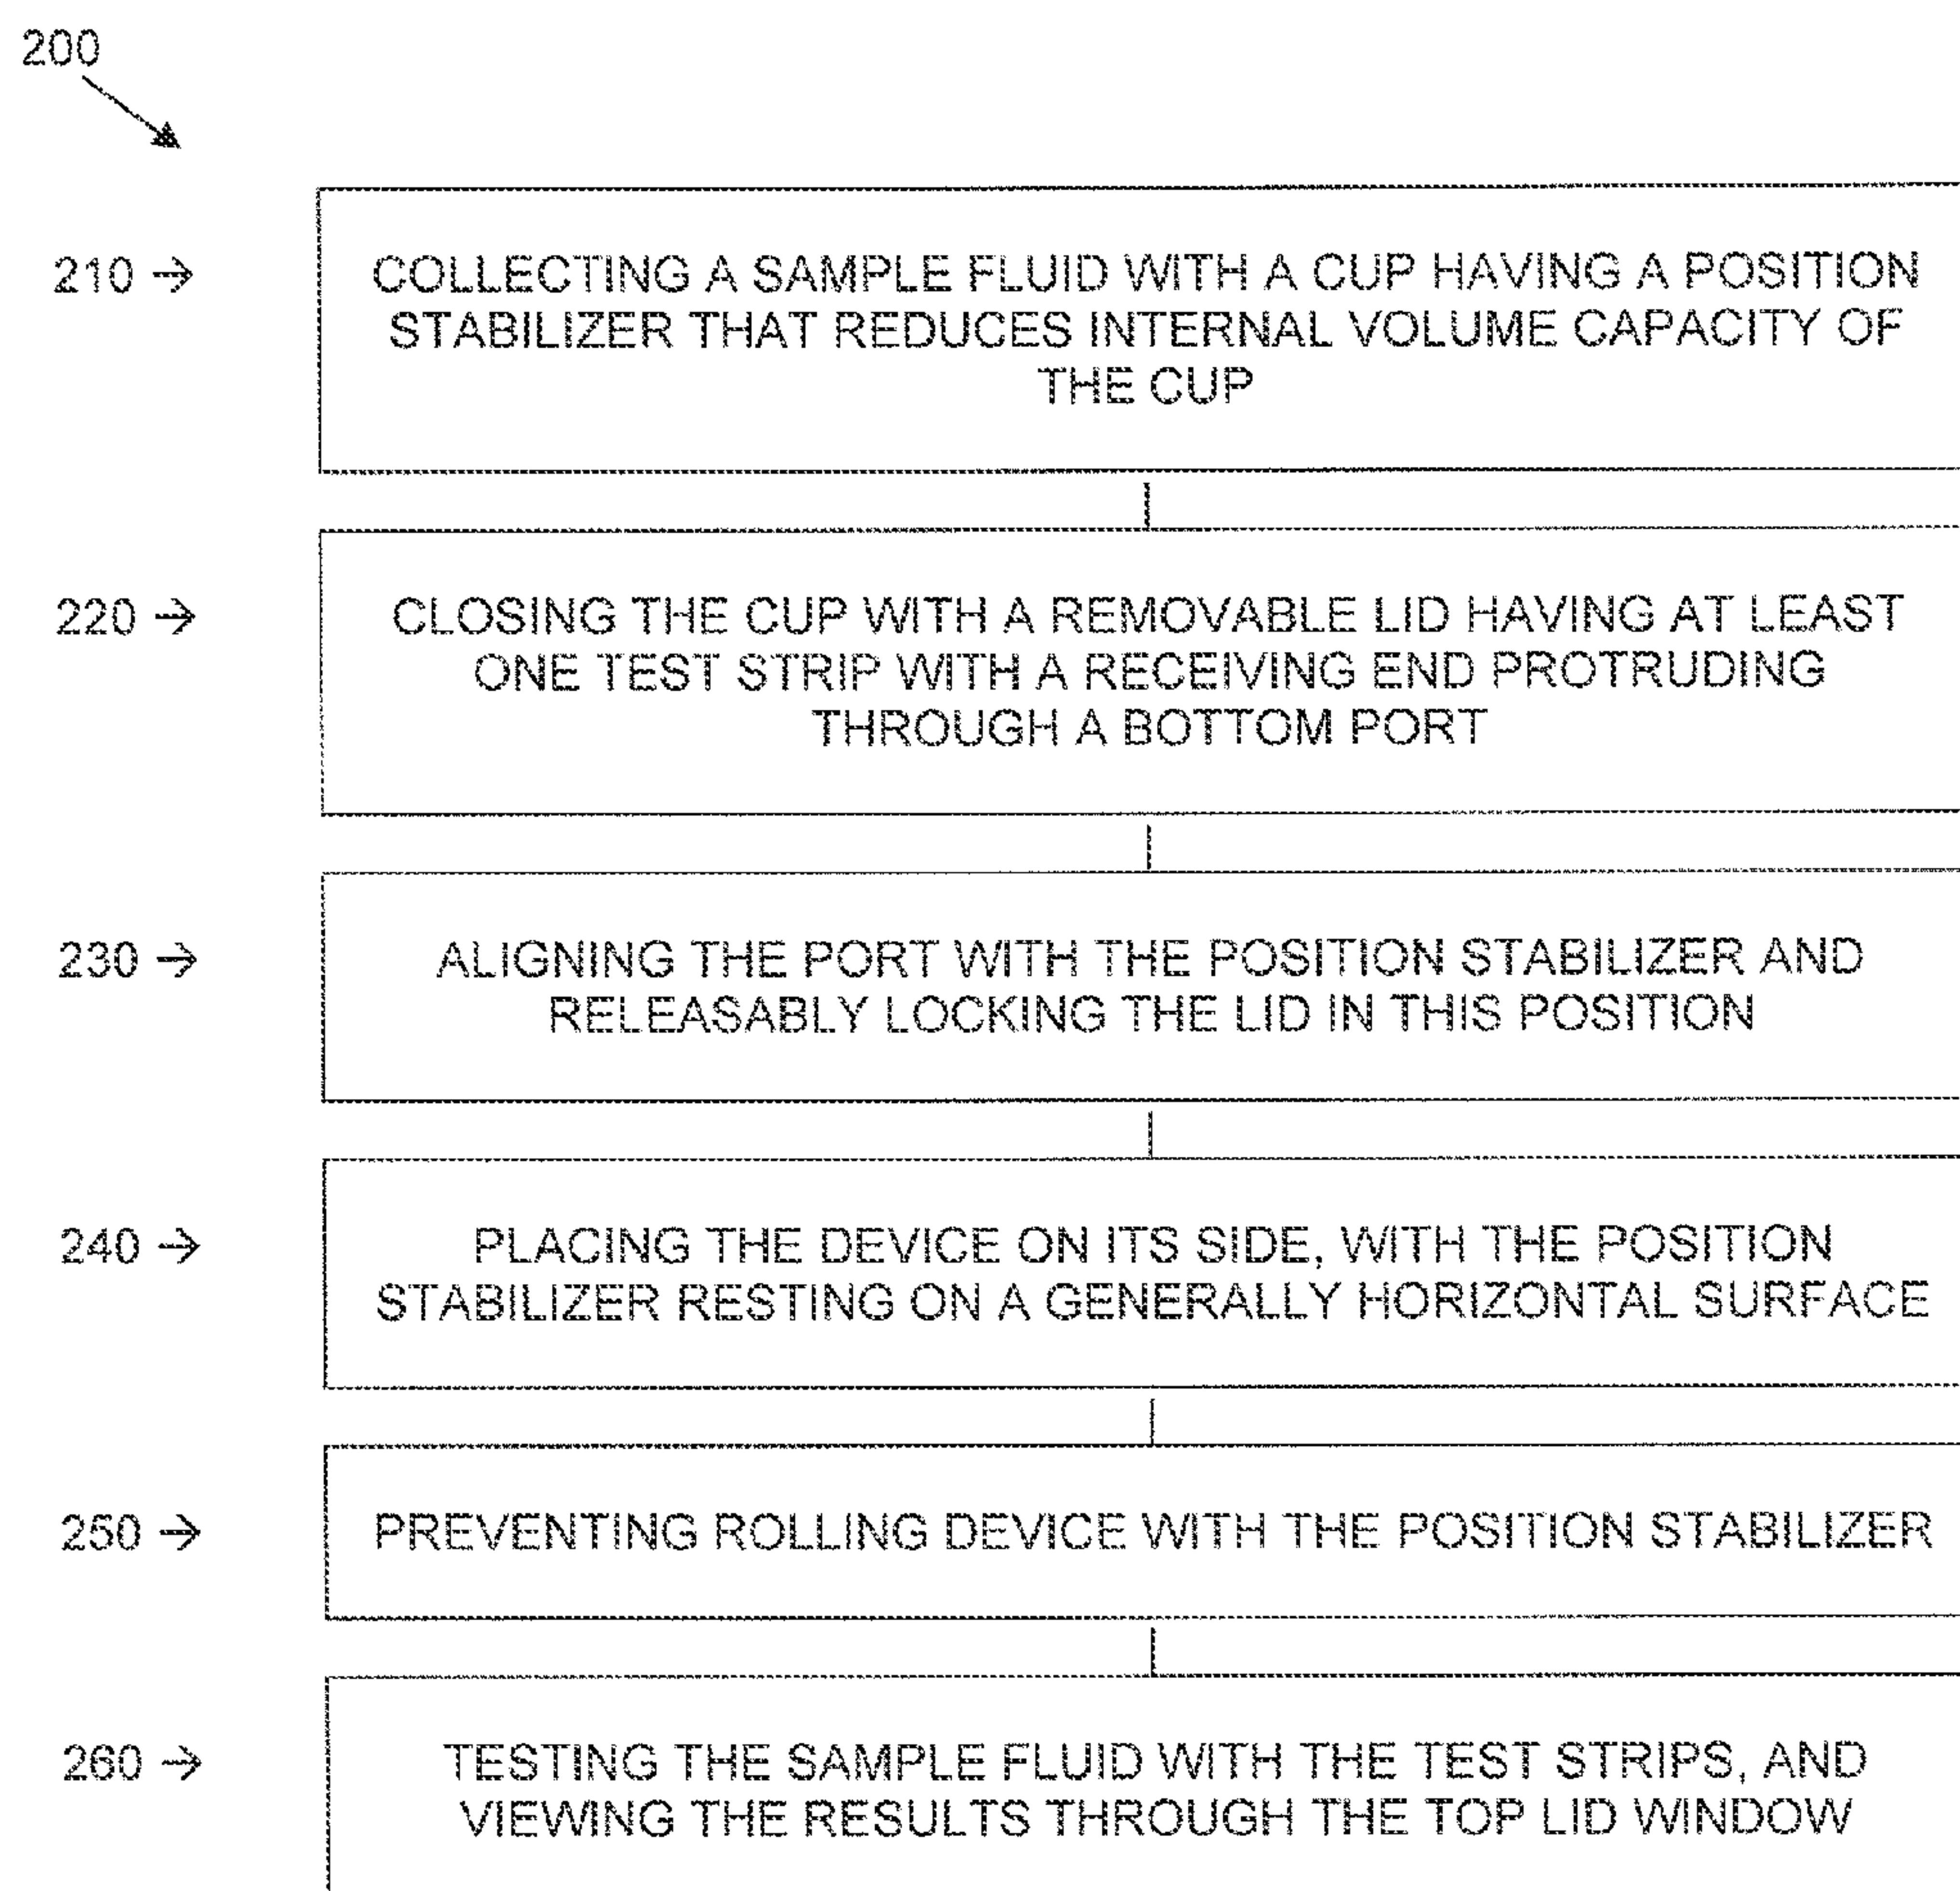 200
210 →
COLLECTING A SAMPLE FLUID WITH A CUP HAVING A POSITION
STABILIZER THAT REDUCES INTERNAL VOLUME CAPACITY OF
THE CUP
220 →
CLOSING THE CUP WITH A REMOVABLE LID HAVING AT LEAST
ONE TEST STRIP WITH A RECEIVING END PROTRUDING
THROUGH A BOTTOM PORT
230 →
ALIGNING THE PORT WITH THE POSITION STABILIZER AND
RELEASABLY LOCKING THE LID IN THIS POSITION
240 →
PLACING THE DEVICE ON ITS SIDE, WITH THE POSITION
STABILIZER RESTING ON A GENERALLY HORIZONTAL SURFACE
250 →
PREVENTING ROLLING DEVICE WITH THE POSITION STABILIZER
260 →
TESTING THE SAMPLE FLUID WITH THE TEST STRIPS, AND
VIEWING THE RESULTS THROUGH THE TOP LID WINDOW